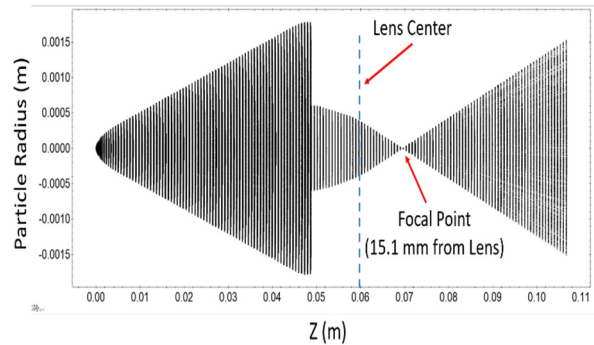 Lens Center
0.0015
0.0010
0.0005
0.0000
-0.0005
-0.0010
-0.0015
Particle Radius (m)
Focal Point
(15.1 mm from Lens)
0.00 0.01 0.02 0.03 0.04 0.05 0.06 0.07 0.08 0.09 0.10 0.11
Z (m)